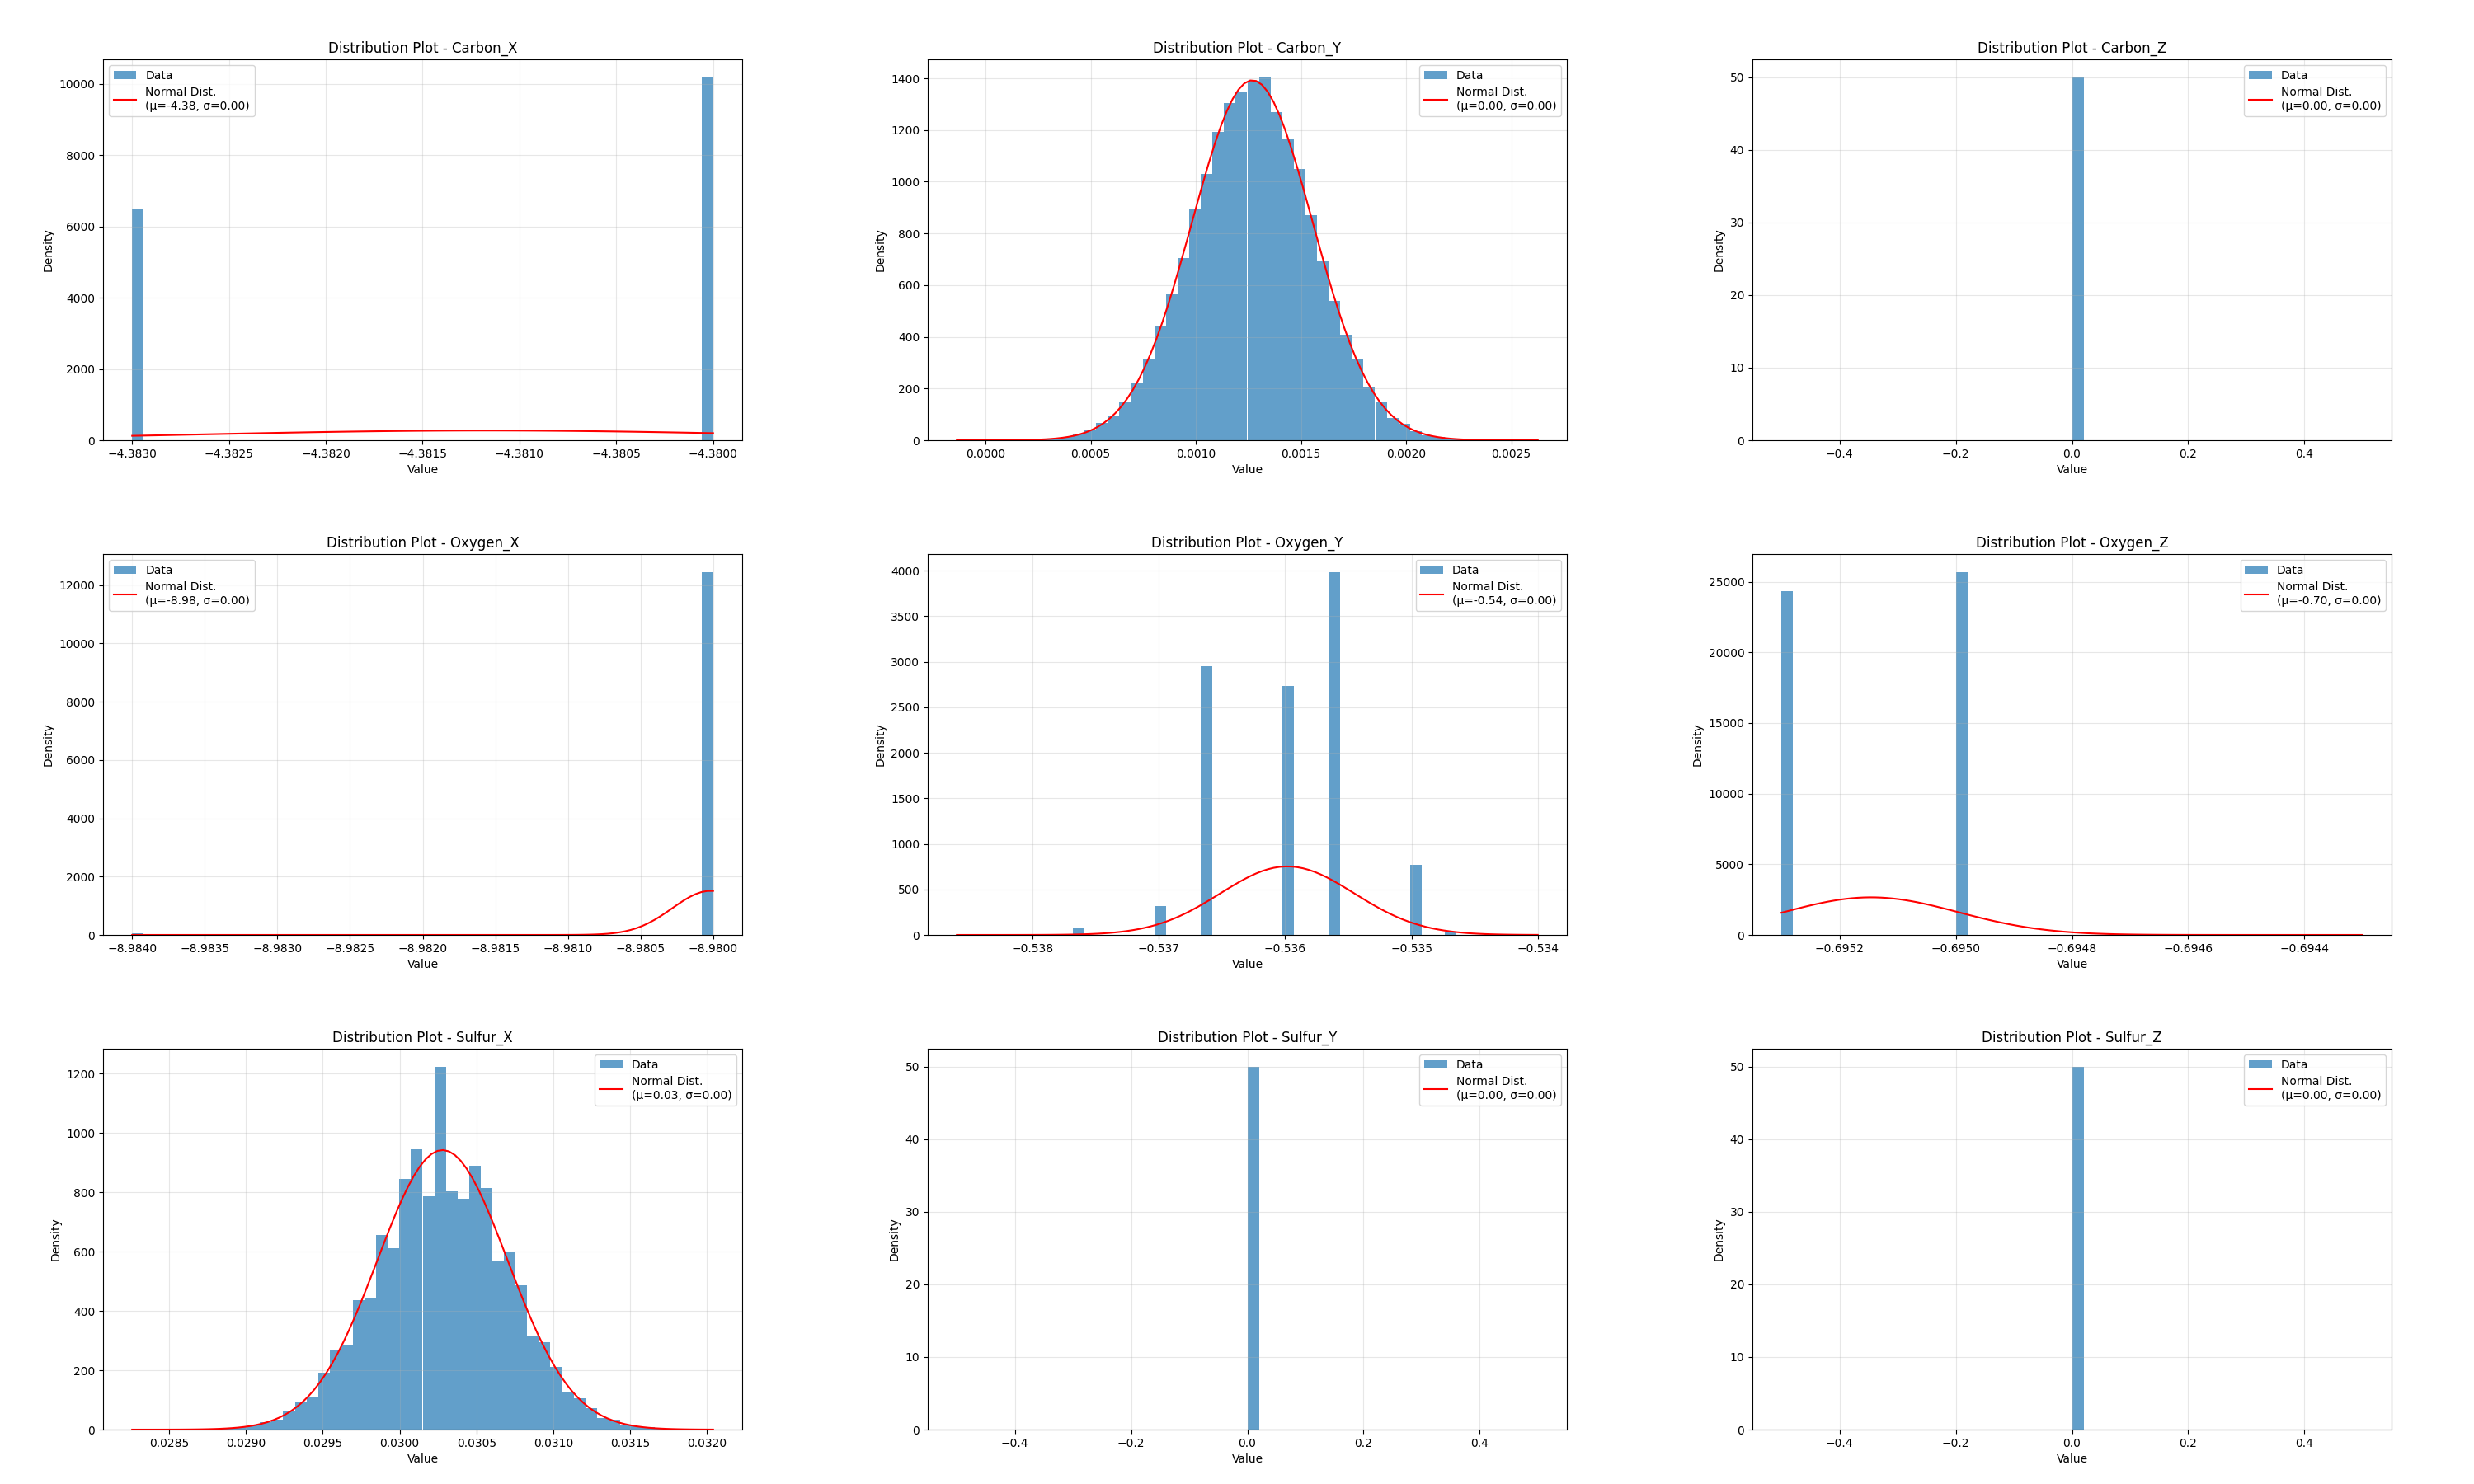 Distribution Plot - Carbon_X
Data
Normal Dist.
(μ=-4.38, σ=0.00)
10000
8000
6000
4000
2000
0
Density
−4.3830
−4.3825
−4.3820
−4.3815
−4.3810
−4.3805
−4.3800
Value
Distribution Plot - Carbon_Y
Data
Normal Dist.
(μ=0.00, σ=0.00)
1400
1200
1000
800
600
400
200
0
Density
0.0000
0.0005
0.0010
0.0015
0.0020
0.0025
Value
Distribution Plot - Carbon_Z
Data
Normal Dist.
(μ=0.00, σ=0.00)
50
40
30
20
10
0
Density
−0.4
−0.2
0.0
0.2
0.4
Value
Distribution Plot - Oxygen_X
Data
Normal Dist.
(μ=-8.98, σ=0.00)
12000
10000
8000
6000
4000
2000
0
Density
−8.9840
−8.9835
−8.9830
−8.9825
−8.9820
−8.9815
−8.9810
−8.9805
−8.9800
Value
Distribution Plot - Oxygen_Y
Data
Normal Dist.
(μ=-0.54, σ=0.00)
4000
3500
3000
2500
2000
1500
1000
500
0
Density
−0.538
−0.537
−0.536
−0.535
−0.534
Value
Distribution Plot - Oxygen_Z
Data
Normal Dist.
(μ=-0.70, σ=0.00)
25000
20000
15000
10000
5000
0
Density
−0.6952
−0.6950
−0.6948
−0.6946
−0.6944
Value
Distribution Plot - Sulfur_X
Data
Normal Dist.
(μ=0.03, σ=0.00)
1200
1000
800
600
400
200
0
Density
0.0285
0.0290
0.0295
0.0300
0.0305
0.0310
0.0315
0.0320
Value
Distribution Plot - Sulfur_Y
Data
Normal Dist.
(μ=0.00, σ=0.00)
50
40
30
20
10
0
Density
−0.4
−0.2
0.0
0.2
0.4
Value
Distribution Plot - Sulfur_Z
Data
Normal Dist.
(μ=0.00, σ=0.00)
50
40
30
20
10
0
Density
−0.4
−0.2
0.0
0.2
0.4
Value